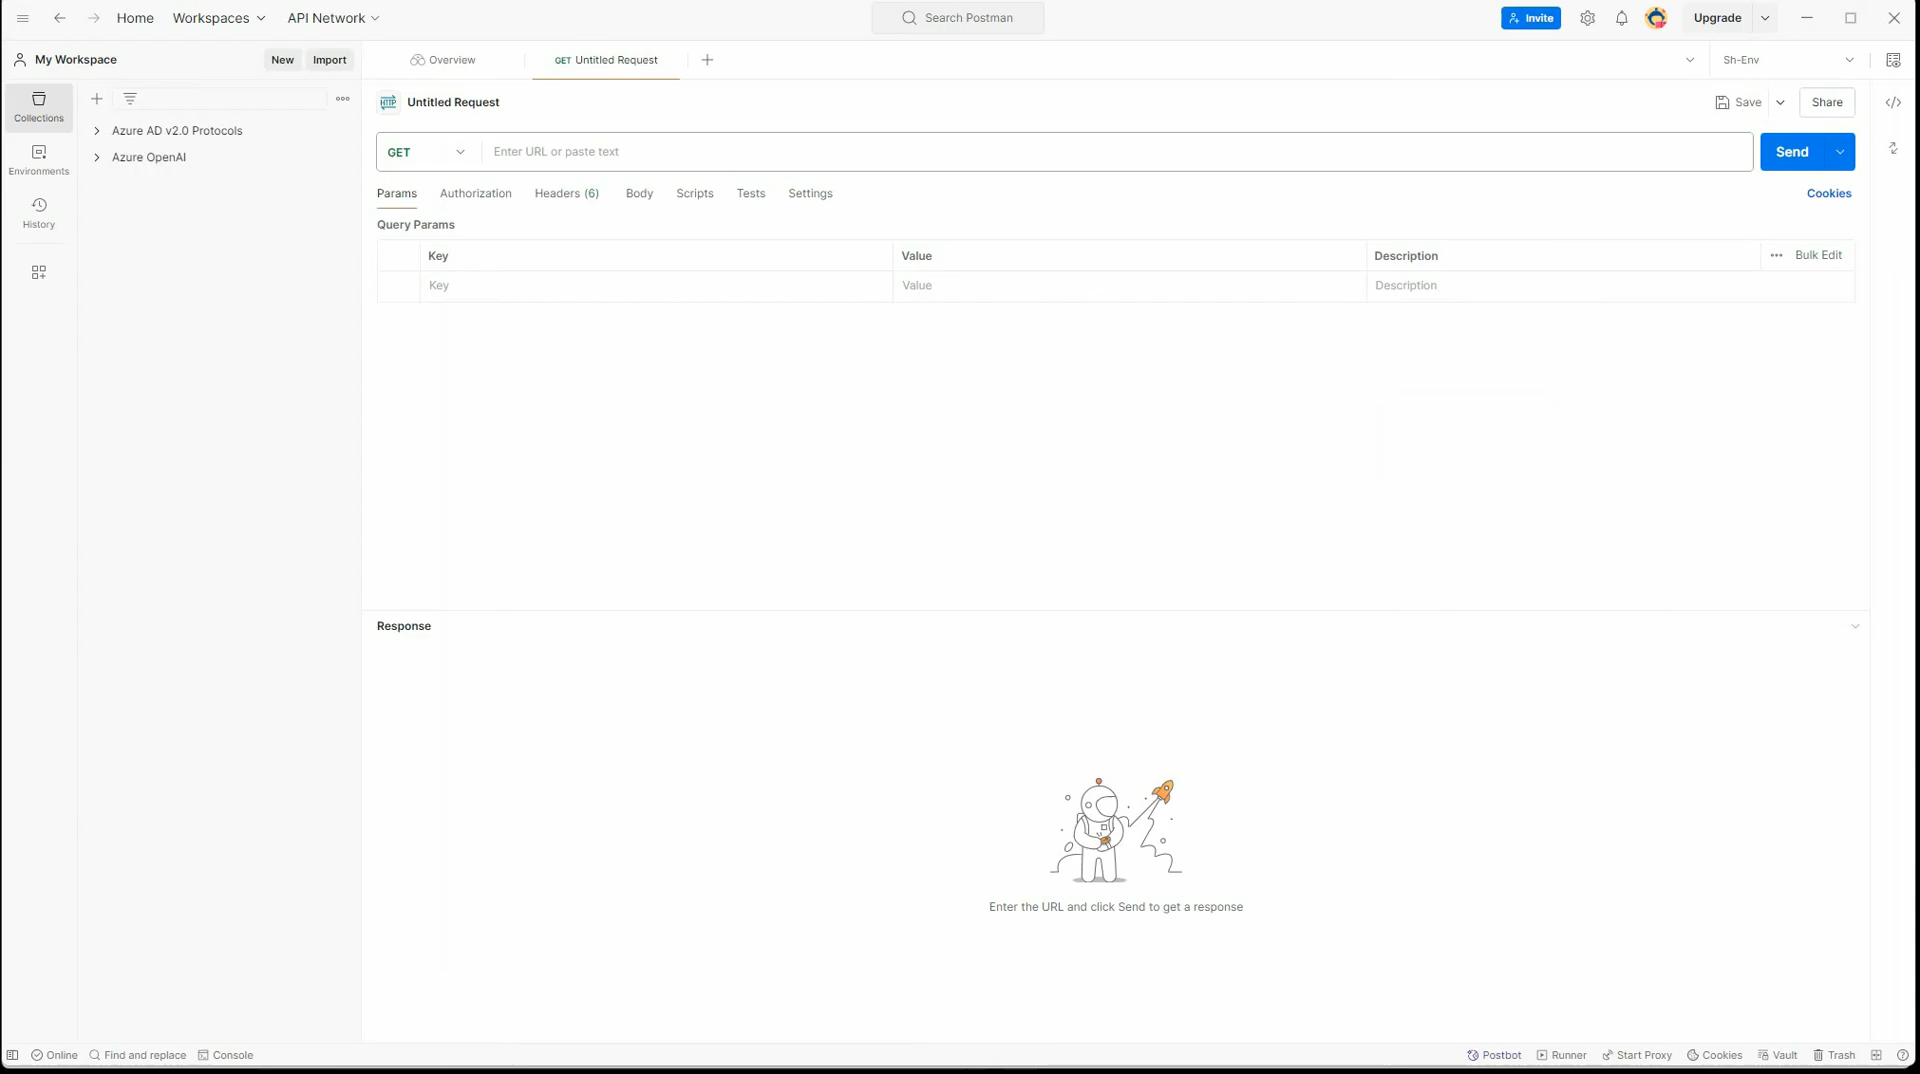 Home Workspaces API Network Search Postman Invite Upgrade
My Workspace New Import Overview GET Untitled Request Sh-Env
Collections
Environments
History
Azure AD v2.0 Protocols
Azure OpenAI
HTTP Untitled Request Save Share
GET Enter URL or paste text Send
Params Authorization Headers (6) Body Scripts Tests Settings Cookies
Query Params
Key Value Description Bulk Edit
Key Value Description
Response
Enter the URL and click Send to get a response
Online Find and replace Console Postbot Runner Start Proxy Cookies Vault Trash